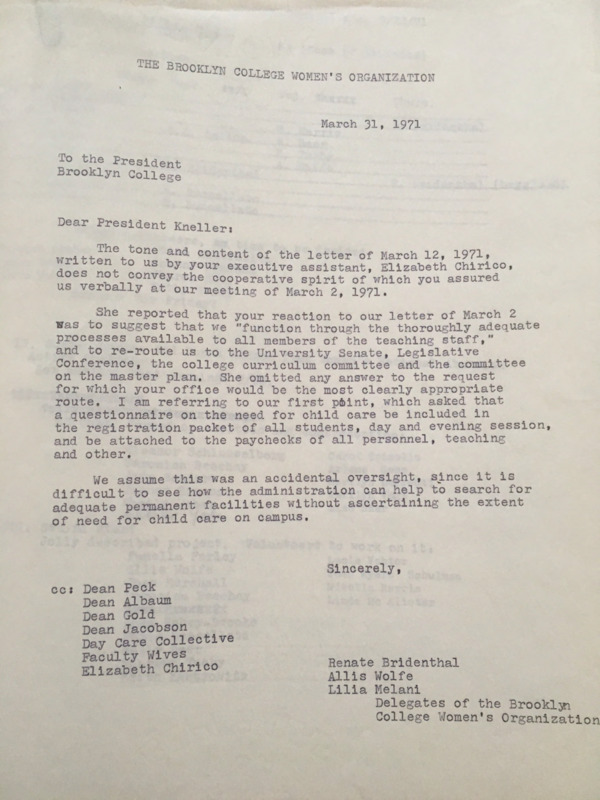 THE BROOKLYN COLLEGE WOMEN'S ORGANIZATION
March 31, 1971
To the President
Brooklyn College
Dear President Kneller:
The tone and content of the letter of March 12, 1971,
written to us by your executive assistant, Elizabeth Chirico,
does not convey the cooperative spirit of which you assured
us verbally at our meeting of March 2, 1971.
She reported that your reaction to our letter of March 2
was to suggest that we "function through the thoroughly adequate
processes available to all members of the teaching staff,"
and to re-route us to the University Senate, Legislative
Conference, the college curriculum committee and the committee
on the master plan. She omitted any answer to the request
for which your office would be the most clearly appropriate
route. I am referring to our first point, which asked that
a questionnaire on the need for child care be included in
the registration packet of all students, day and evening session,
and be attached to the paychecks of all personnel, teaching
and other.
We assume this was an accidental oversight, since it is
difficult to see how the administration can help to search for
adequate permanent facilities without ascertaining the extent
of need for child care on campus.
Sincerely,
cc: Dean Peck
Dean Albaum
Dean Gold
Dean Jacobson
Day Care Collective
Faculty Wives
Elizabeth Chirico
Renate Bridenthal
Allis Wolfe
Lilia Melani
Delegates of the Brooklyn
College Women's Organization